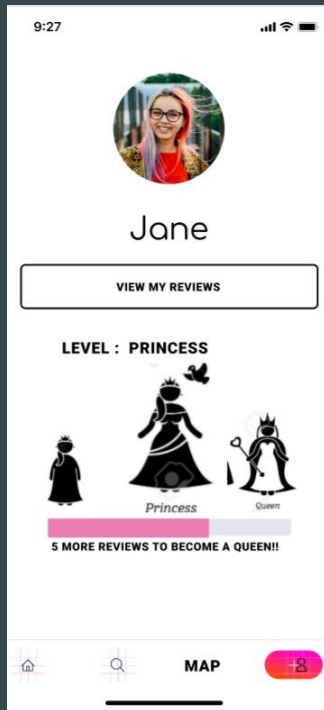 9:27
Jane
VIEW MY REVIEWS
LEVEL : PRINCESS
Princess
Queen
5 MORE REVIEWS TO BECOME A QUEEN!!
MAP